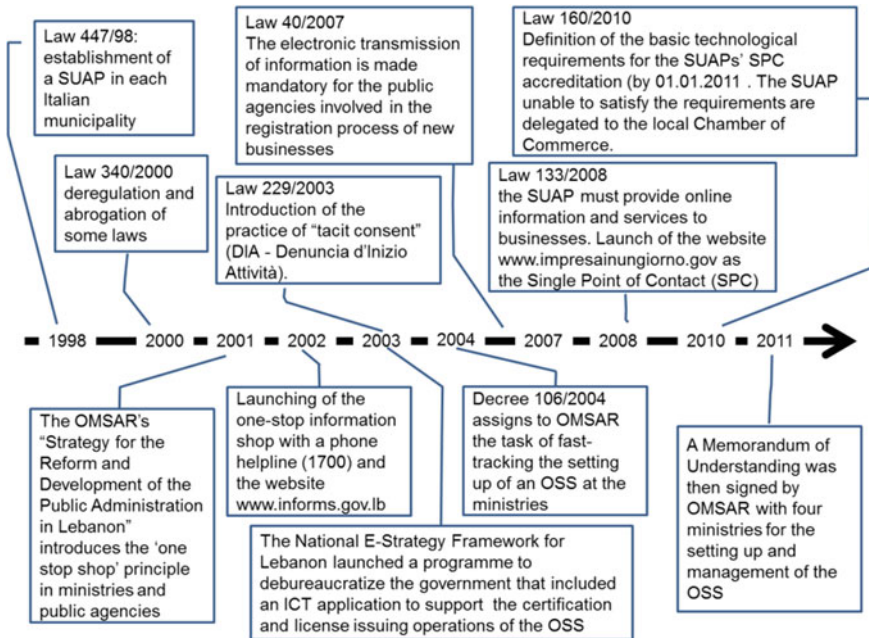 Law 447/98:
establishment of
a SUAP in each
Italian
municipality
Law 40/2007
The electronic transmission
of information is made
mandatory for the public
agencies involved in the
registration process of new
businesses
Law 160/2010
Definition of the basic technological
requirements for the SUAPs' SPC
accreditation (by 01.01.2011 . The SUAP
unable to satisfy the requirements are
delegated to the local Chamber of
Commerce.
Law 340/2000
deregulation and
abrogation of
some laws
Law 229/2003
Introduction of the
practice of "tacit consent"
(DIA - Denuncia d'Inizio
Attività).
Law 133/2008
the SUAP must provide online
information and services to
businesses. Launch of the website
www.impresainungiorno.gov as
the Single Point of Contact (SPC)
1998 2000 2001 2002 2003 2004 2007 2008 2010 2011
The OMSAR's
"Strategy for the
Reform and
Development of the
Public Administration
in Lebanon"
introduces the 'one
stop shop' principle
in ministries and
public agencies
Launching of the
one-stop information
shop with a phone
helpline (1700) and
the website
www.informs.gov.lb
The National E-Strategy Framework for
Lebanon launched a programme to
debureaucratize the government that included
an ICT application to support the certification
and license issuing operations of the OSS
Decree 106/2004
assigns to OMSAR
the task of fast-
tracking the setting
up of an OSS at the
ministries
A Memorandum of
Understanding was
then signed by
OMSAR with four
ministries for the
setting up and
management of the
OSS